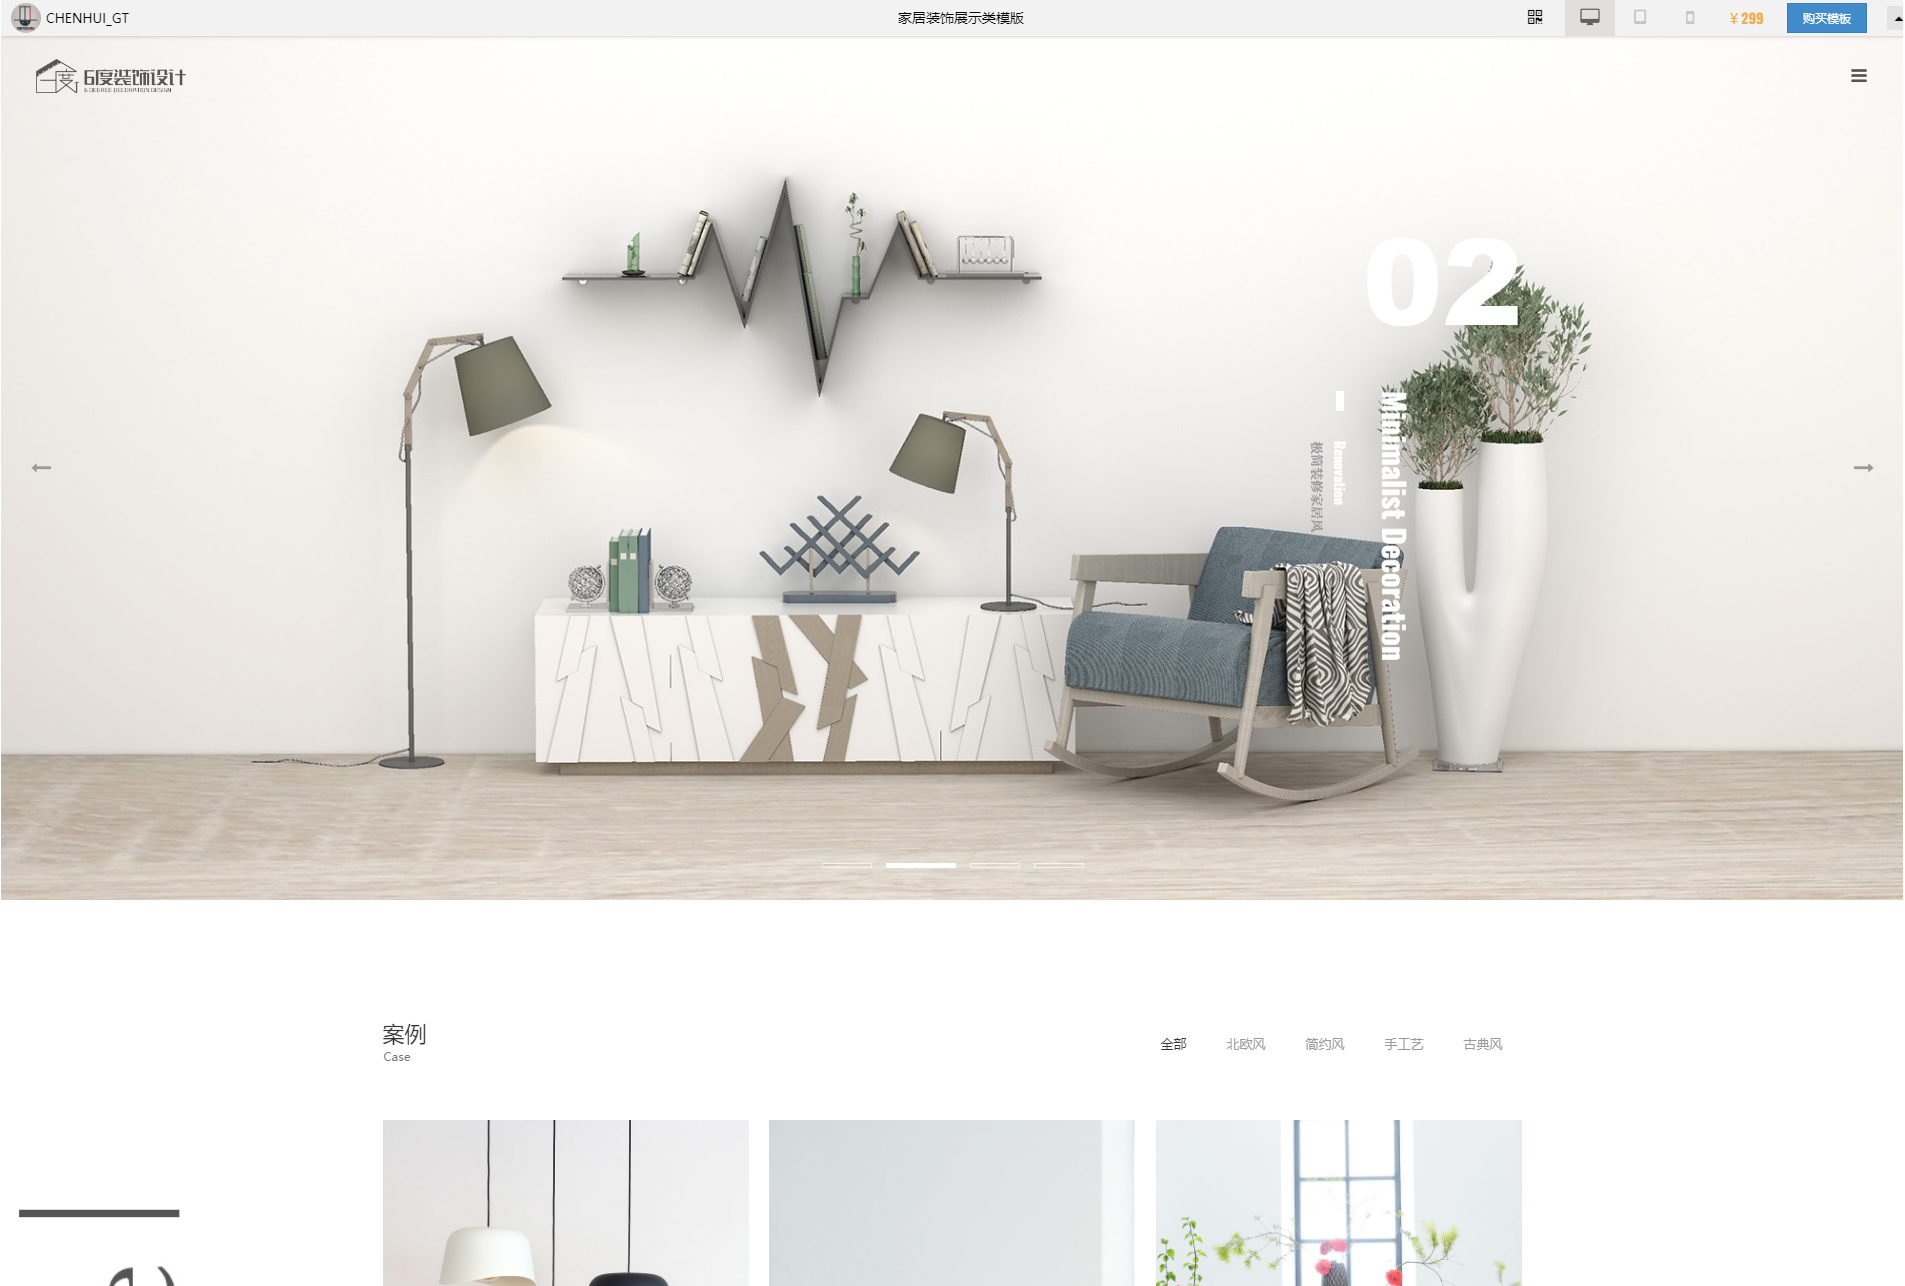 CHENHUI_GT
家居装饰展示类模版
¥299
购买模板
6度装饰设计
6 DEGREE DECORATION DESIGN
02
Minimalist Decoration
Renovation
极简装修家居风
案例
Case
全部
北欧风
简约风
手工艺
古典风